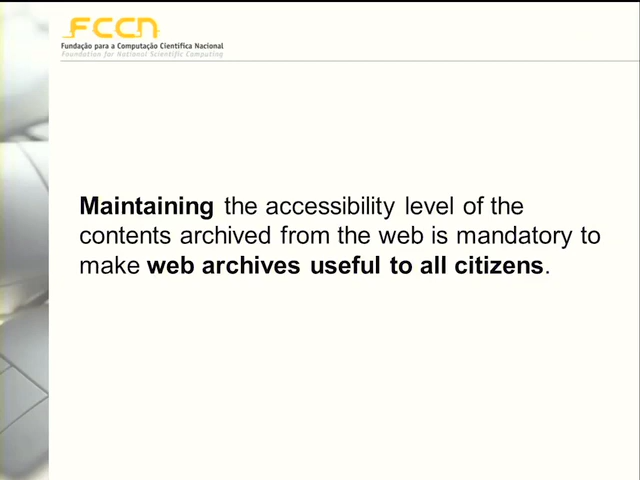 FCCN
Fundação para a Computação Científica Nacional
Foundation for National Scientific Computing
Maintaining the accessibility level of the
contents archived from the web is mandatory to
make web archives useful to all citizens.